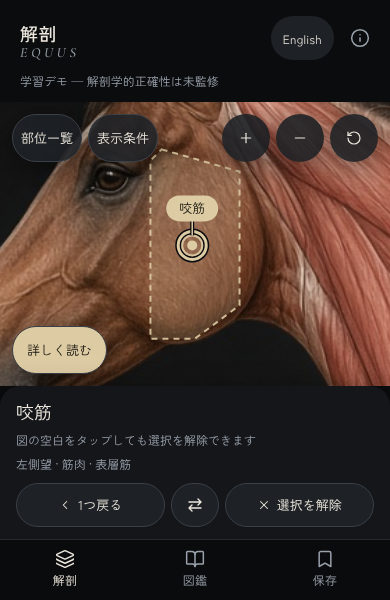 解剖
EQUUS
English
学習デモ — 解剖学的正確性は未監修
部位一覧
表示条件
咬筋
詳しく読む
咬筋
図の空白をタップしても選択を解除できます
左側望 · 筋肉 · 表層筋
1つ戻る
選択を解除
解剖
図鑑
保存